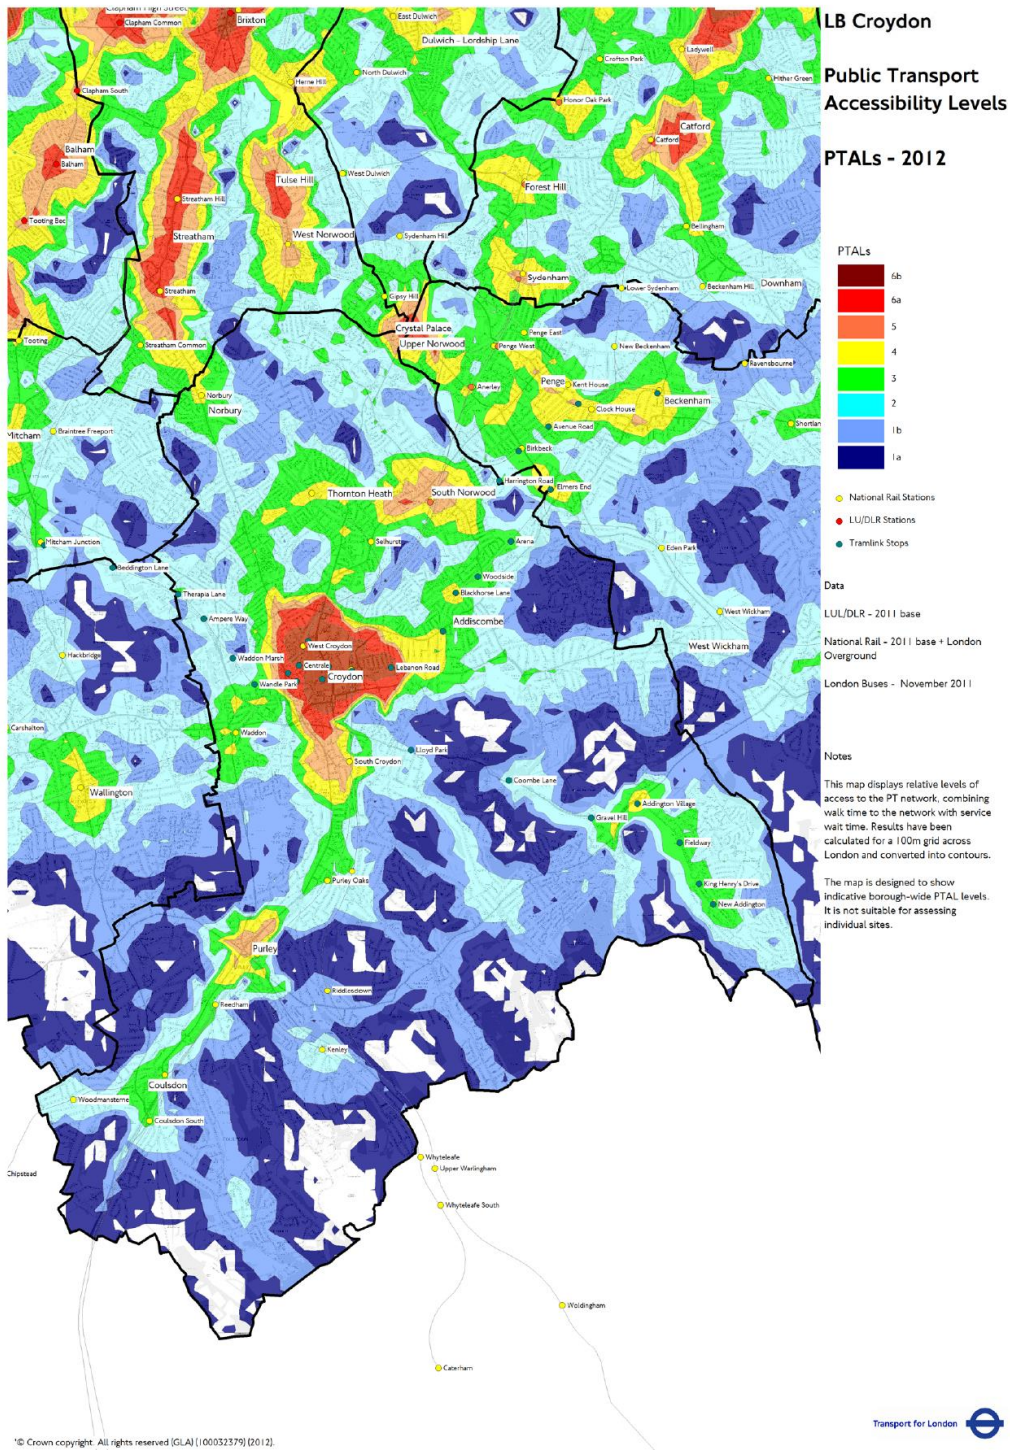 LB Croydon
Public Transport
Accessibility Levels
PTALs - 2012
PTALs
6b
6a
5
4
3
2
1b
1a
National Rail Stations
LU/DLR Stations
Tramlink Stops
Data
LUL/DLR - 2011 base
National Rail - 2011 base + London
Overground
London Buses - November 2011
Notes
This map displays relative levels of
access to the PT network, combining
walk time to the network with service
wait time. Results have been
calculated for a 100m grid across
London and converted into contours.
The map is designed to show
indicative borough-wide PTAL levels.
It is not suitable for assessing
individual sites.
Clapham High Street
Clapham Common
Brixton
East Dulwich
Dulwich - Lordship Lane
Ladywell
Crofton Park
North Dulwich
Hither Green
Herne Hill
Clapham South
Honor Oak Park
Catford
Catford
Balham
Balham
West Dulwich
Tulse Hill
Forest Hill
Streatham Hill
Tooting Bec
Bellingham
Streatham
West Norwood
Sydenham Hill
Sydenham
Downham
Streatham
Gipsy Hill
Lower Sydenham
Beckenham Hill
Crystal Palace
Upper Norwood
Penge East
Penge West
New Beckenham
Tooting
Streatham Common
Ravensbourne
Anerley
Penge
Kent House
Norbury
Norbury
Clock House
Beckenham
Avenue Road
Shortlan
Mitcham
Braintree Freeport
Birkbeck
Harrington Road
Elmers End
Thornton Heath
South Norwood
Mitcham Junction
Selhurst
Arena
Eden Park
Beddington Lane
Woodside
Therapia Lane
Blackhorse Lane
Ampere Way
Addiscombe
West Wickham
West Wickham
Hackbridge
West Croydon
Waddon Marsh
Centrale
Lebanon Road
Wandle Park
Croydon
Carshalton
Waddon
Lloyd Park
South Croydon
Coombe Lane
Wallington
Addington Village
Gravel Hill
Fieldway
Purley Oaks
King Henry's Drive
New Addington
Purley
Riddlesdown
Reedham
Kenley
Coulsdon
Woodmansterne
Coulsdon South
Chipstead
Whyteleafe
Upper Warlingham
Whyteleafe South
Woldingham
Caterham
Transport for London
'© Crown copyright. All rights reserved (GLA) (100032379) (2012).